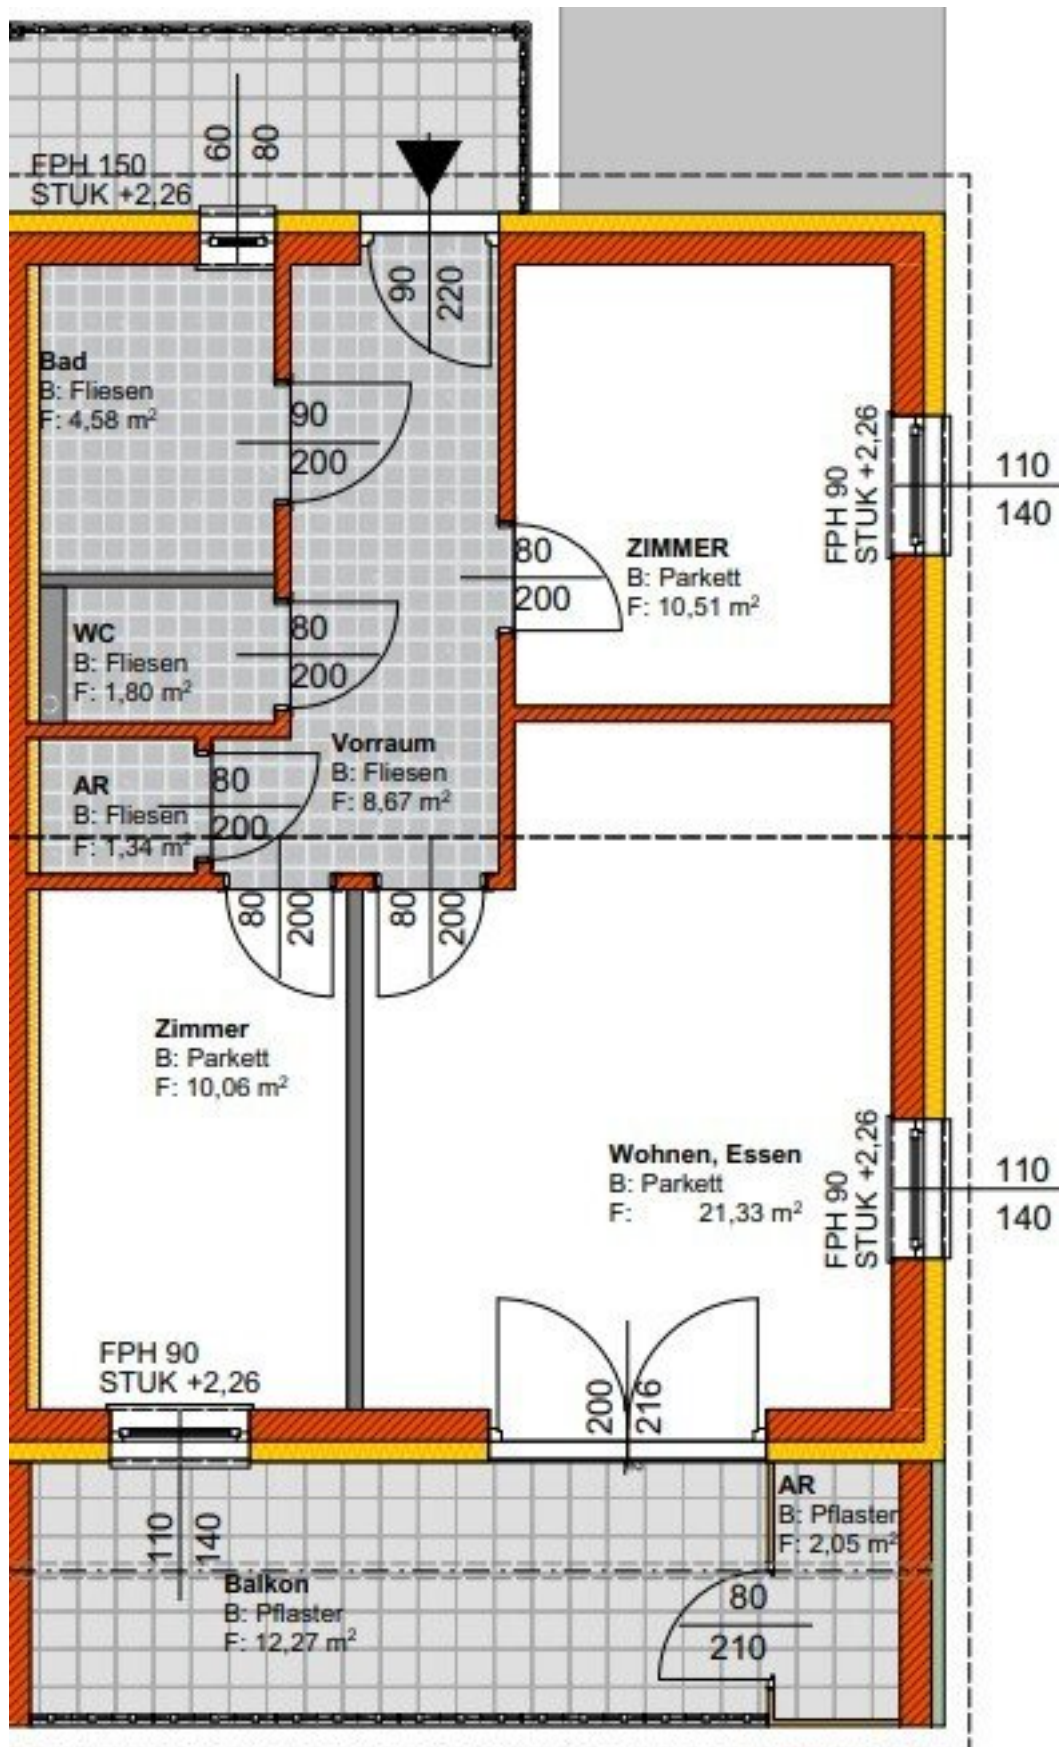 60
80
FPH 150
STUK +2,26
90
220
Bad
B: Fliesen
F: 4,58 m²
90
200
FPH 90
STUK +2,26
110
140
80
200
ZIMMER
B: Parkett
F: 10,51 m²
WC
B: Fliesen
F: 1,80 m²
80
200
Vorraum
B: Fliesen
F: 8,67 m²
AR
B: Fliesen
F: 1,34 m²
80
200
80
200
80
200
Zimmer
B: Parkett
F: 10,06 m²
Wohnen, Essen
B: Parkett
F: 21,33 m²
FPH 90
STUK +2,26
110
140
FPH 90
STUK +2,26
200
216
110
140
AR
B: Pflaster
F: 2,05 m²
Balkon
B: Pflaster
F: 12,27 m²
80
210